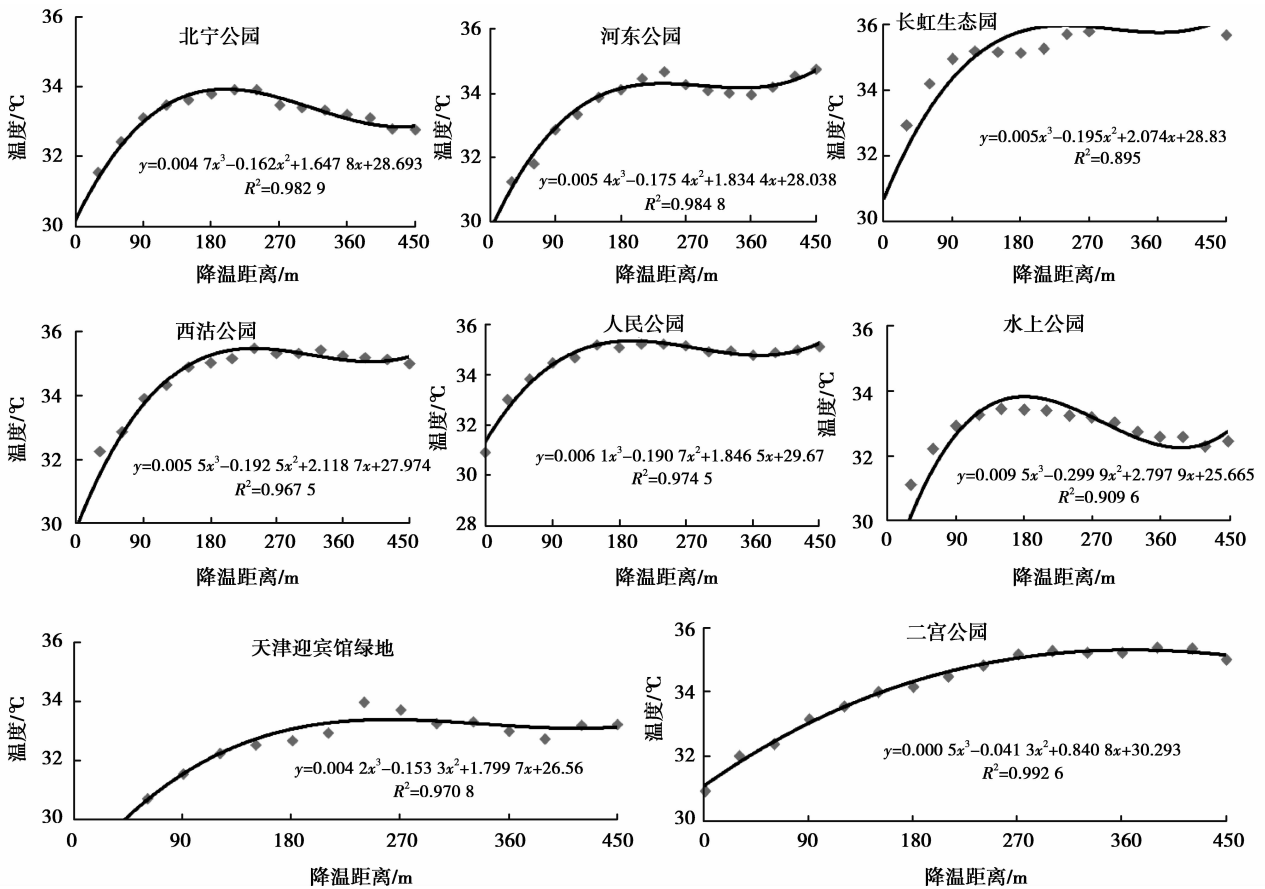 北宁公园
温度/℃
36
34
32
30
y=0.004 7x³−0.162x²+1.647 8x+28.693
R²=0.982 9
0 90 180 270 360 450
降温距离/m
河东公园
温度/℃
36
34
32
30
y=0.005 4x³−0.175 4x²+1.834 4x+28.038
R²=0.984 8
0 90 180 270 360 450
降温距离/m
长虹生态园
温度/℃
36
34
32
30
y=0.005x³−0.195x²+2.074x+28.83
R²=0.895
0 90 180 270 360 450
降温距离/m
西沽公园
温度/℃
36
34
32
30
y=0.005 5x³−0.192 5x²+2.118 7x+27.974
R²=0.967 5
0 90 180 270 360 450
降温距离/m
人民公园
温度/℃
36
34
32
30
28
y=0.006 1x³−0.190 7x²+1.846 5x+29.67
R²=0.974 5
0 90 180 270 360 450
降温距离/m
水上公园
温度/℃
36
34
32
30
y=0.009 5x³−0.299 9x²+2.797 9x+25.665
R²=0.909 6
0 90 180 270 360 450
降温距离/m
天津迎宾馆绿地
温度/℃
36
34
32
30
y=0.004 2x³−0.153 3x²+1.799 7x+26.56
R²=0.970 8
0 90 180 270 360 450
降温距离/m
二宫公园
温度/℃
36
34
32
30
y=0.000 5x³−0.041 3x²+0.840 8x+30.293
R²=0.992 6
0 90 180 270 360 450
降温距离/m